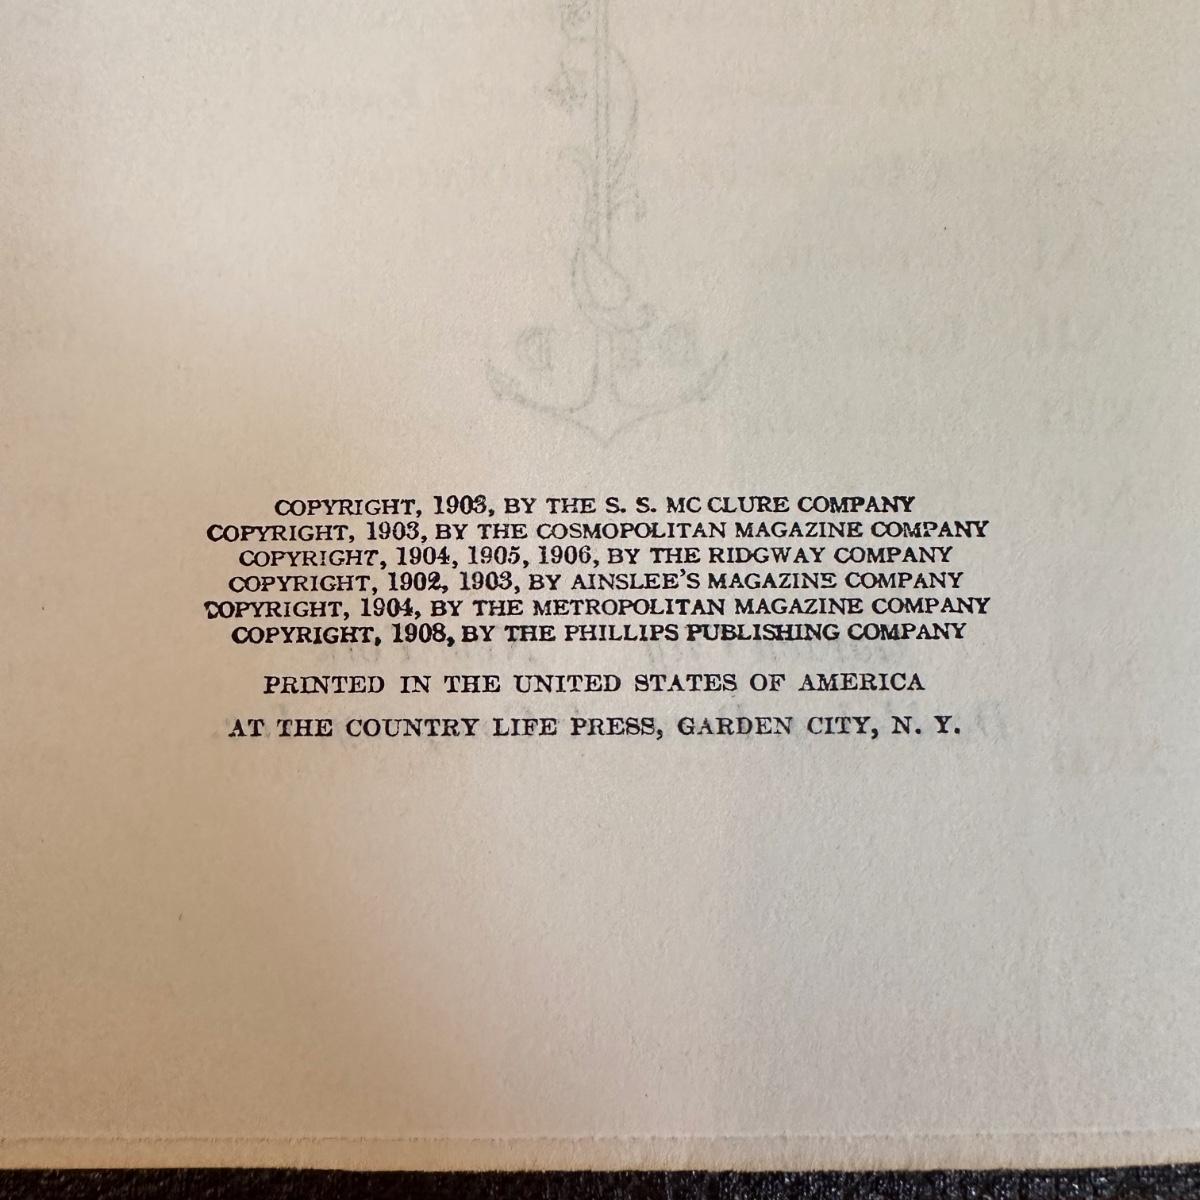 COPYRIGHT, 1903, BY THE S. S. MC CLURE COMPANY
COPYRIGHT, 1903, BY THE COSMOPOLITAN MAGAZINE COMPANY
COPYRIGHT, 1904, 1905, 1906, BY THE RIDGWAY COMPANY
COPYRIGHT, 1902, 1903, BY AINSLEE'S MAGAZINE COMPANY
COPYRIGHT, 1904, BY THE METROPOLITAN MAGAZINE COMPANY
COPYRIGHT, 1908, BY THE PHILLIPS PUBLISHING COMPANY
PRINTED IN THE UNITED STATES OF AMERICA
AT THE COUNTRY LIFE PRESS, GARDEN CITY, N. Y.